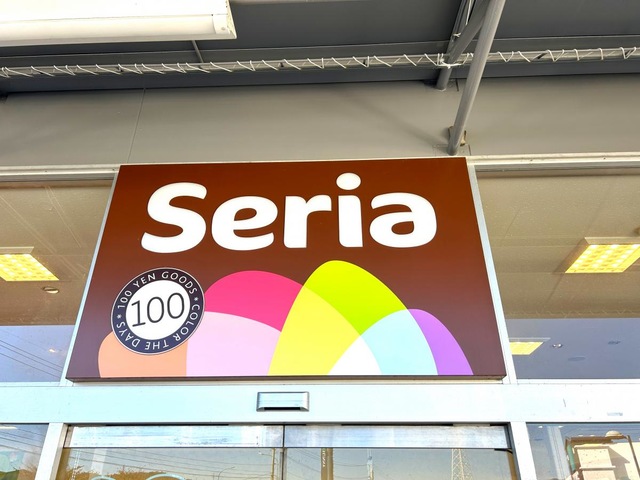 Seria
100 YEN GOODS
100
COLOR THE DAYS